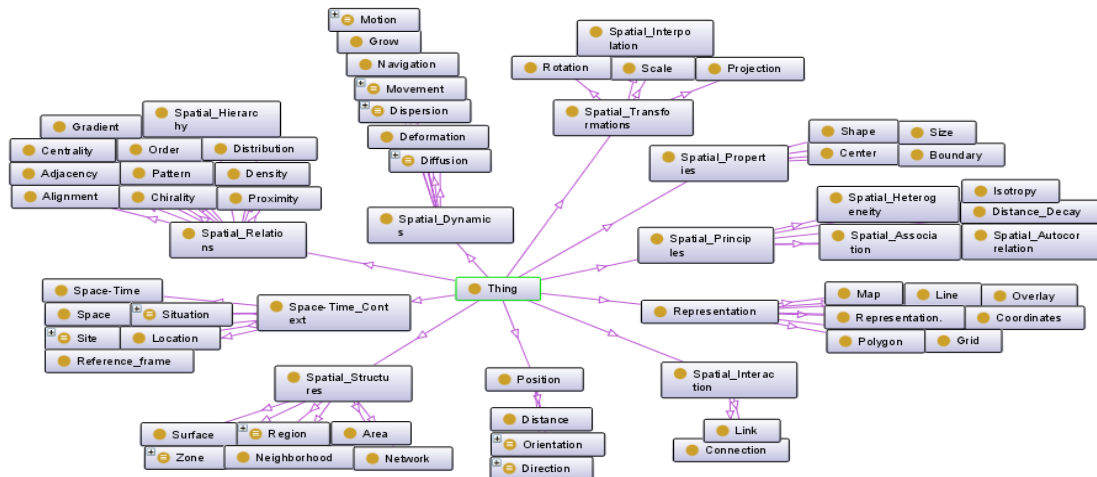 Motion
Grow
Navigation
Movement
Dispersion
Deformation
Diffusion
Spatial_Dynamic
s
Spatial_Interpo
lation
Rotation
Scale
Projection
Spatial_Transfo
rmations
Spatial_Hierarc
hy
Gradient
Centrality
Order
Distribution
Adjacency
Pattern
Density
Alignment
Chirality
Proximity
Spatial_Relatio
ns
Shape
Size
Center
Boundary
Spatial_Properti
es
Spatial_Heterog
eneity
Isotropy
Distance_Decay
Spatial_Associa
tion
Spatial_Autocor
relation
Spatial_Principl
es
Thing
Space-Time
Space
Situation
Site
Location
Reference_frame
Space-Time_Cont
ext
Representation
Map
Line
Overlay
Representation.
Coordinates
Polygon
Grid
Spatial_Structu
res
Surface
Region
Area
Zone
Neighborhood
Network
Position
Distance
Orientation
Direction
Spatial_Interac
tion
Link
Connection